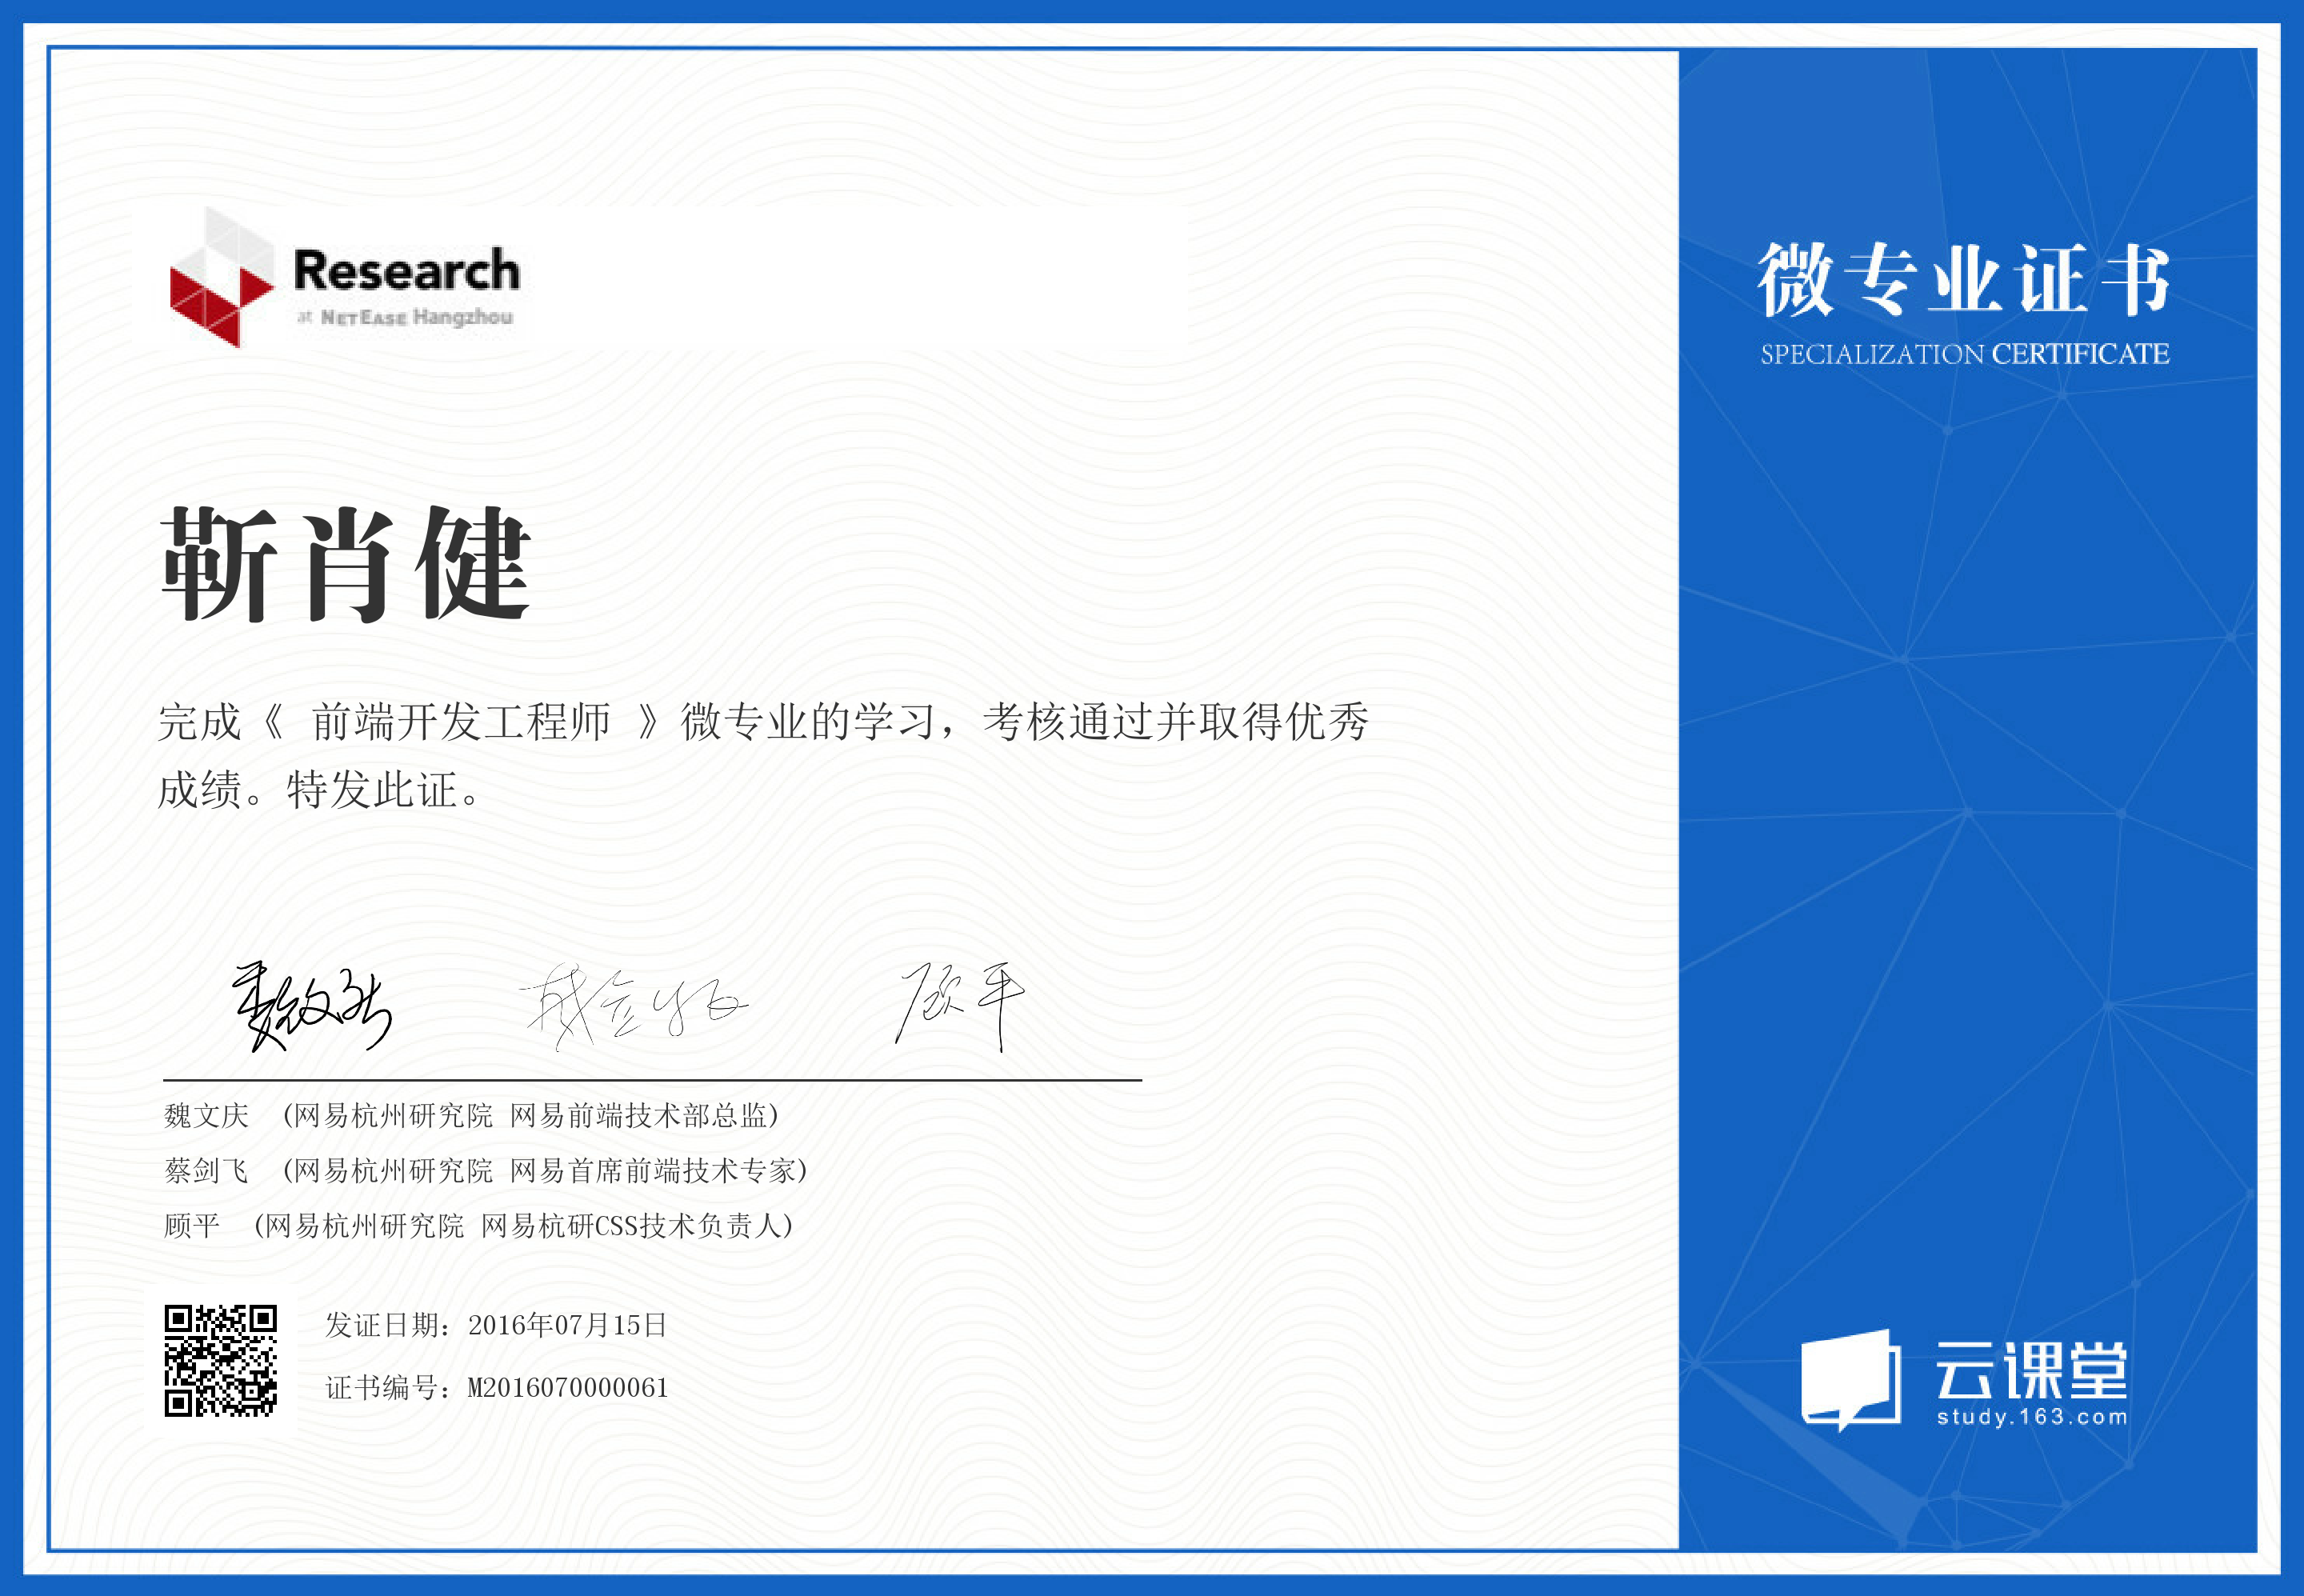 Research
at NETEASE Hangzhou
微专业证书
SPECIALIZATION CERTIFICATE
靳肖健
完成《 前端开发工程师 》微专业的学习，考核通过并取得优秀
成绩。特发此证。
顾平
魏文庆 (网易杭州研究院 网易前端技术部总监)
蔡剑飞 (网易杭州研究院 网易首席前端技术专家)
顾平 (网易杭州研究院 网易杭研CSS技术负责人)
发证日期：2016年07月15日
证书编号：M2016070000061
云课堂
study.163.com